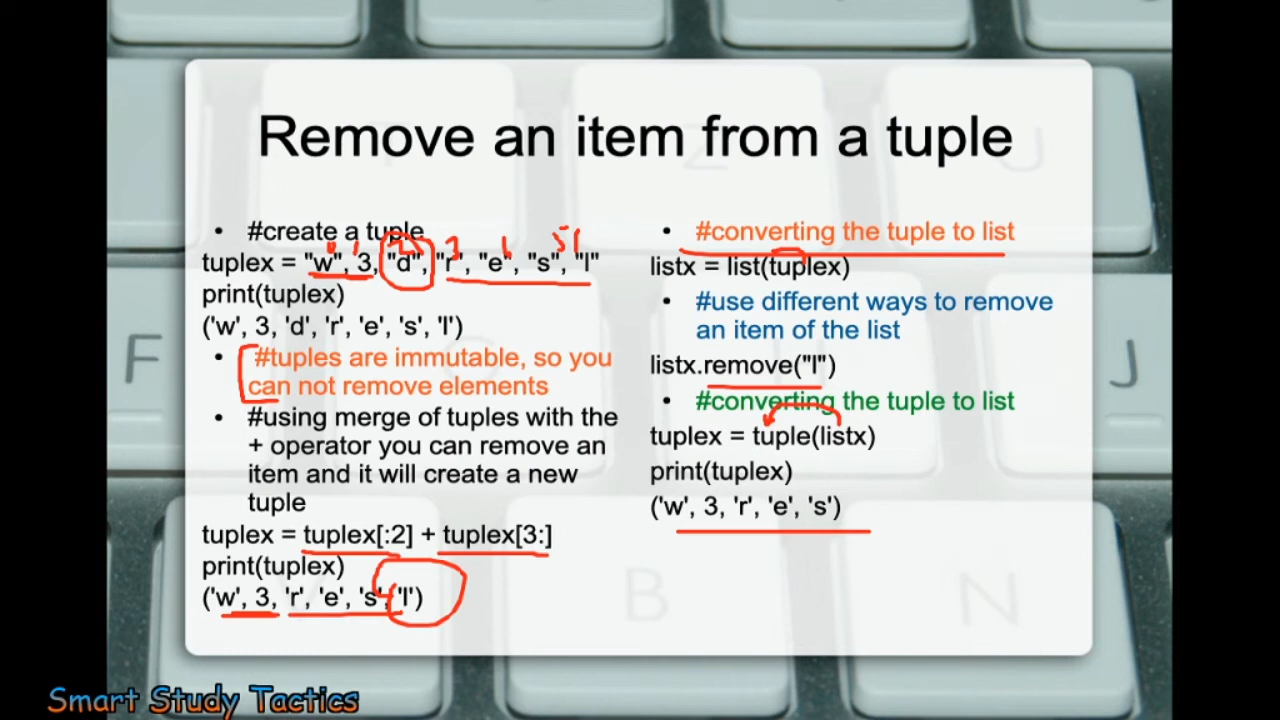 Remove an item from a tuple
• #create a tuple
tuplex = "w", 3, "d", "r", "e", "s", "l"
print(tuplex)
('w', 3, 'd', 'r', 'e', 's', 'l')
• #tuples are immutable, so you
can not remove elements
• #using merge of tuples with the
+ operator you can remove an
item and it will create a new
tuple
tuplex = tuplex[:2] + tuplex[3:]
print(tuplex)
('w', 3, 'r', 'e', 's', 'l')
• #converting the tuple to list
listx = list(tuplex)
• #use different ways to remove
an item of the list
listx.remove("l")
• #converting the tuple to list
tuplex = tuple(listx)
print(tuplex)
('w', 3, 'r', 'e', 's')
F
J
B
N
Smart Study Tactics